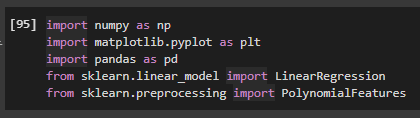 [95] import numpy as np
import matplotlib.pyplot as plt
import pandas as pd
from sklearn.linear_model import LinearRegression
from sklearn.preprocessing import PolynomialFeatures